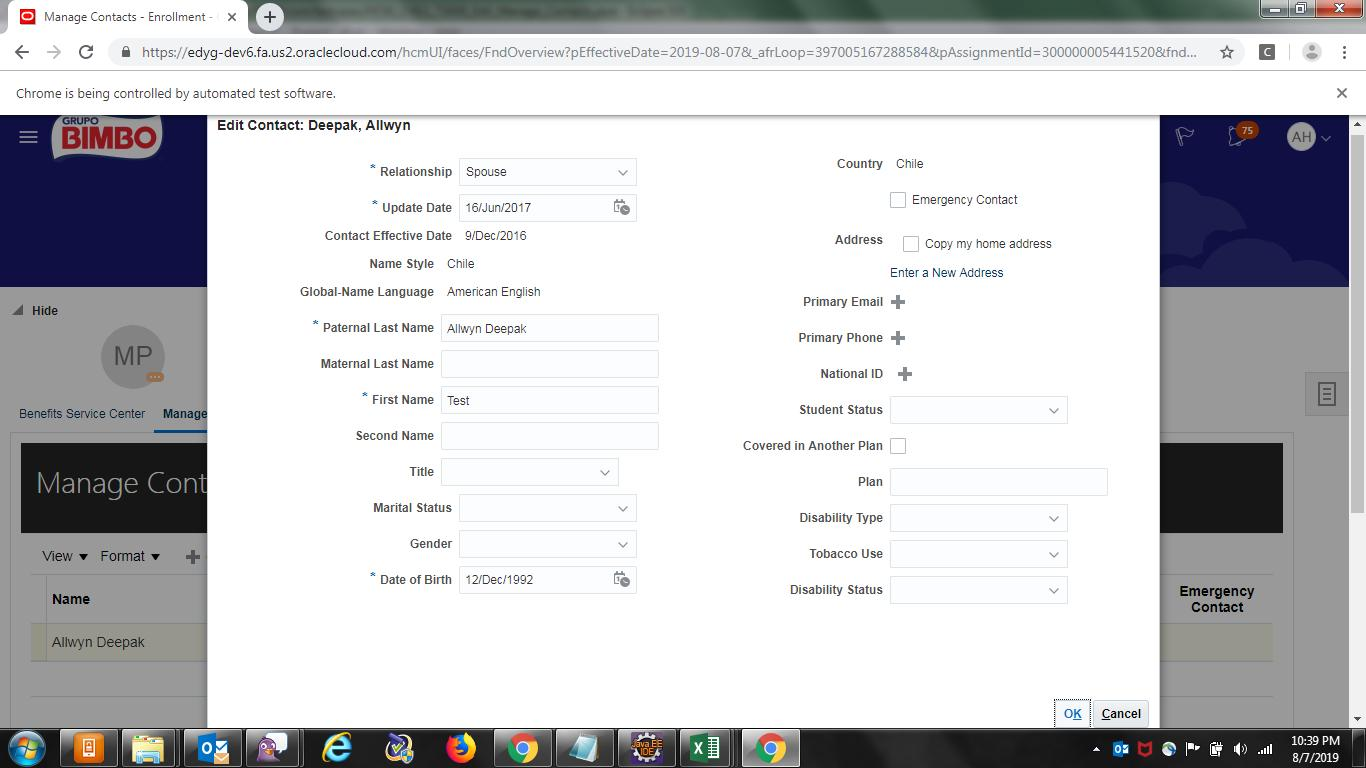 Manage Contacts - Enrollment -
https://edyg-dev6.fa.us2.oraclecloud.com/hcmUI/faces/FndOverview?pEffectiveDate=2019-08-07&_afrLoop=397005167288584&pAssignmentId=300000005441520&fnd...
C
Chrome is being controlled by automated test software.
GRUPO
BIMBO
75
AH
Edit Contact: Deepak, Allwyn
* Relationship Spouse
* Update Date 16/Jun/2017
Contact Effective Date 9/Dec/2016
Name Style Chile
Global-Name Language American English
* Paternal Last Name Allwyn Deepak
Maternal Last Name
* First Name Test
Second Name
Title
Marital Status
Gender
* Date of Birth 12/Dec/1992
Country Chile
Emergency Contact
Address Copy my home address
Enter a New Address
Primary Email
Primary Phone
National ID
Student Status
Covered in Another Plan
Plan
Disability Type
Tobacco Use
Disability Status
OK Cancel
Hide
MP
Benefits Service Center Manage
Manage Cont
View Format
Name
Emergency
Contact
Allwyn Deepak
Java EE
IDE
10:39 PM
8/7/2019